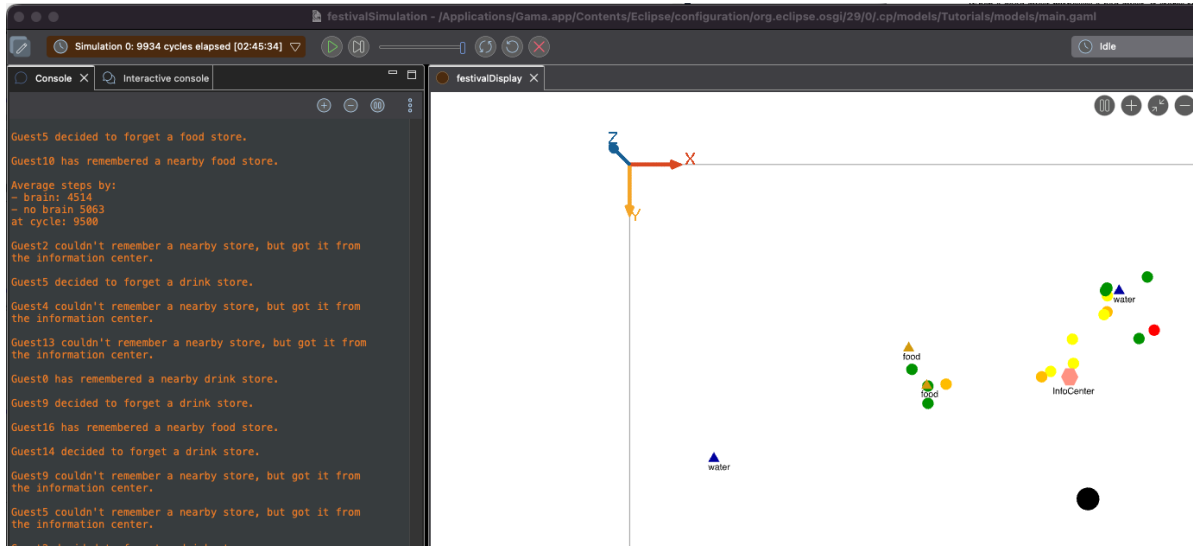 festivalSimulation - /Applications/Gama.app/Contents/Eclipse/configuration/org.eclipse.osgi/29/0/.cp/models/Tutorials/models/main.gaml
Simulation 0: 9934 cycles elapsed [02:45:34]
Idle
Console
Interactive console
festivalDisplay
Guest5 decided to forget a food store.
Guest10 has remembered a nearby food store.
Average steps by:
- brain: 4514
- no brain 5063
at cycle: 9500
Guest2 couldn't remember a nearby store, but got it from
the information center.
Guest5 decided to forget a drink store.
Guest4 couldn't remember a nearby store, but got it from
the information center.
Guest13 couldn't remember a nearby store, but got it from
the information center.
Guest0 has remembered a nearby drink store.
Guest9 decided to forget a drink store.
Guest16 has remembered a nearby food store.
Guest14 decided to forget a drink store.
Guest9 couldn't remember a nearby store, but got it from
the information center.
Guest5 couldn't remember a nearby store, but got it from
the information center.
Z
X
Y
water
food
food
InfoCenter
water